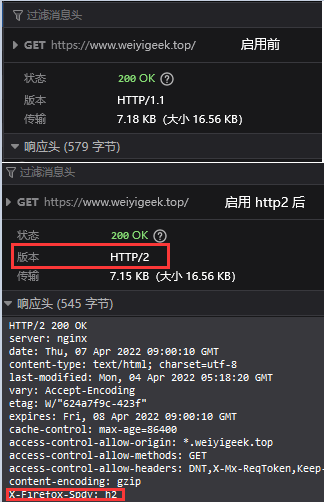 过滤消息头
GET https://www.weiyigeek.top/ 启用前
状态 200 OK ?
版本 HTTP/1.1
传输 7.18 KB (大小 16.56 KB)
响应头 (579 字节)
过滤消息头
GET https://www.weiyigeek.top/ 启用 http2 后
状态 200 OK ?
版本 HTTP/2
传输 7.15 KB (大小 16.56 KB)
响应头 (545 字节)
HTTP/2 200 OK
server: nginx
date: Thu, 07 Apr 2022 09:00:10 GMT
content-type: text/html; charset=utf-8
last-modified: Mon, 04 Apr 2022 05:18:20 GMT
vary: Accept-Encoding
etag: W/"624a7f9c-423f"
expires: Fri, 08 Apr 2022 09:00:10 GMT
cache-control: max-age=86400
access-control-allow-origin: *.weiyigeek.top
access-control-allow-methods: GET
access-control-allow-headers: DNT,X-Mx-ReqToken,Keep-
content-encoding: gzip
X-Firefox-Spdy: h2